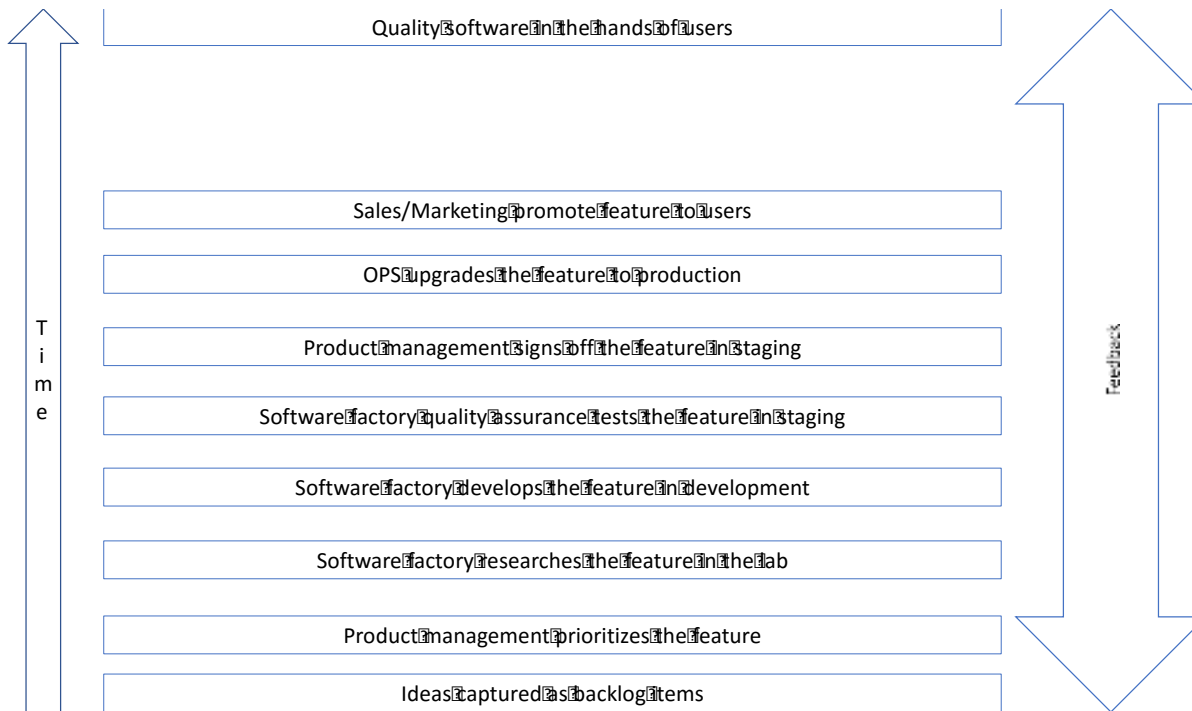 Quality software in the hands of users
Sales/Marketing promote feature to users
OPS upgrades the feature to production
Product management signs off the feature in staging
Software factory quality assurance tests the feature in staging
Software factory develops the feature in development
Software factory researches the feature in the lab
Product management prioritizes the feature
Ideas captured as backlog items
T
i
m
e
Feedback